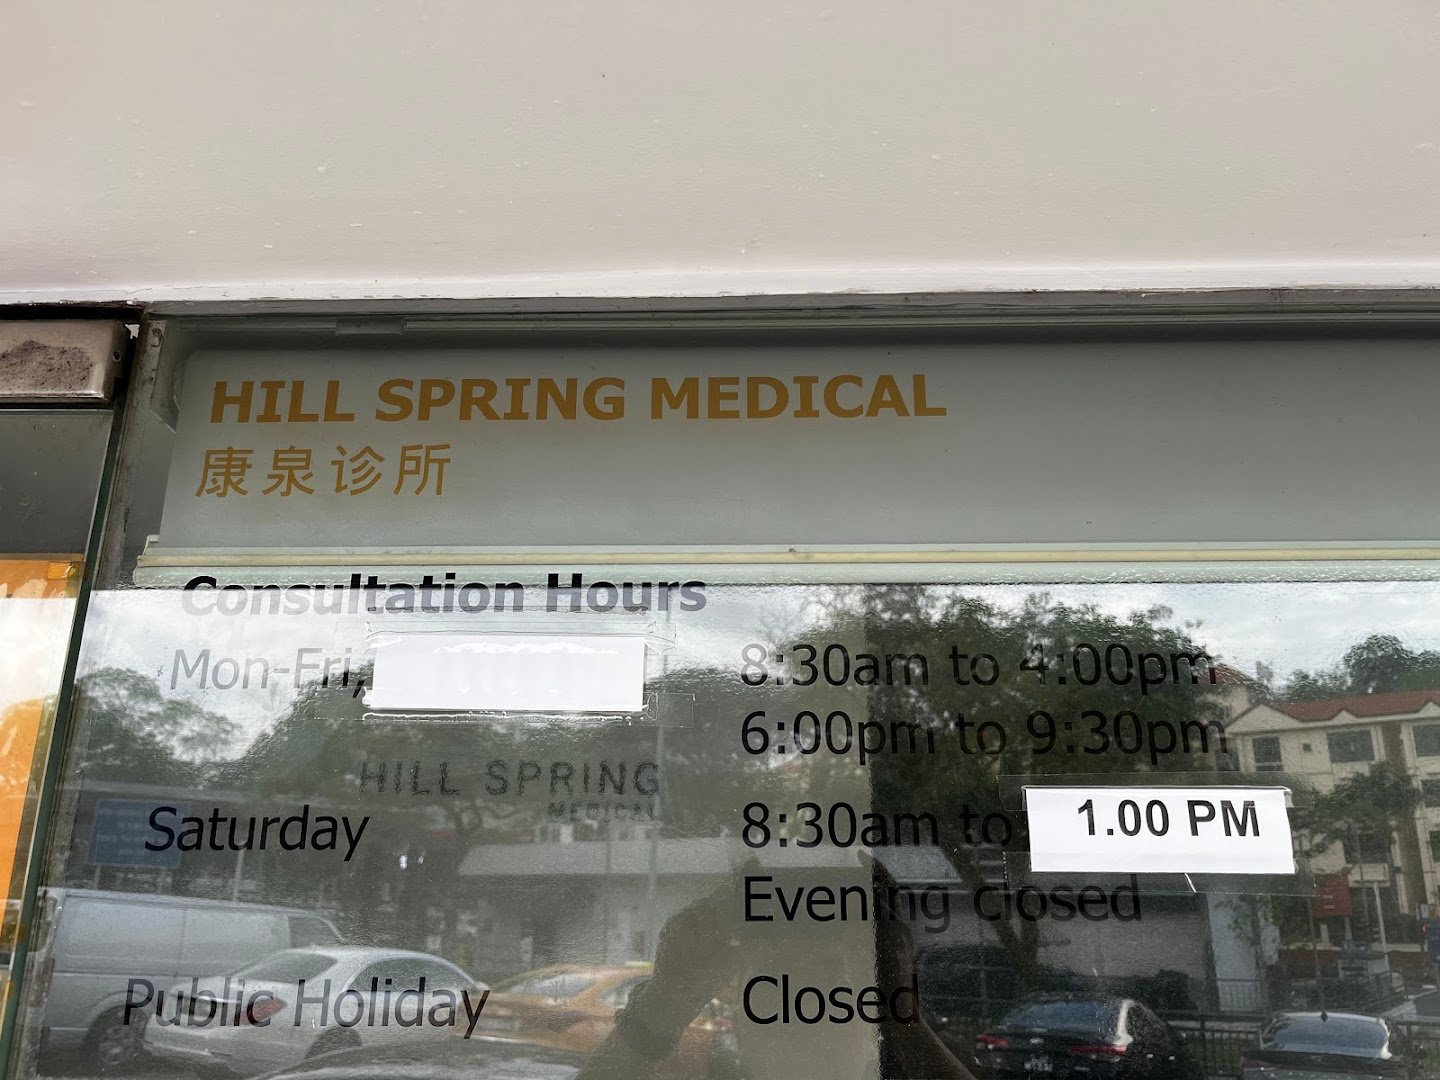 HILL SPRING MEDICAL
康泉诊所
Consultation Hours
Mon-Fri, 8:30am to 4:00pm
6:00pm to 9:30pm
HILL SPRING
MEDICAL
Saturday 8:30am to 1.00 PM
Evening closed
Public Holiday Closed